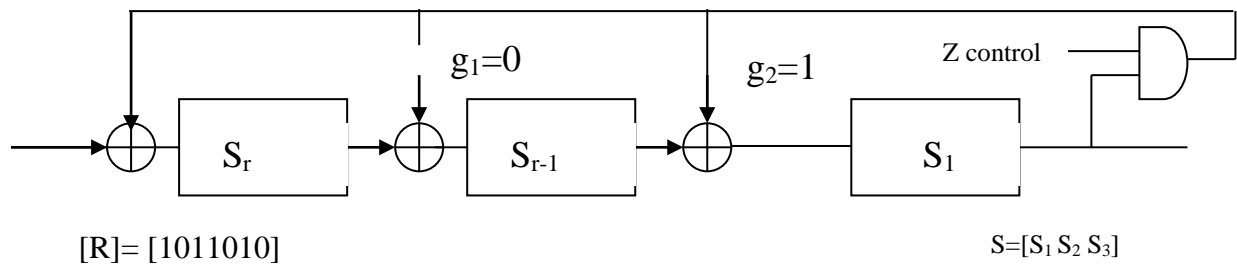 Z control
g₁=0
g₂=1
Sᵣ
Sᵣ₋₁
S₁
[R]= [1011010]
S=[S₁ S₂ S₃]